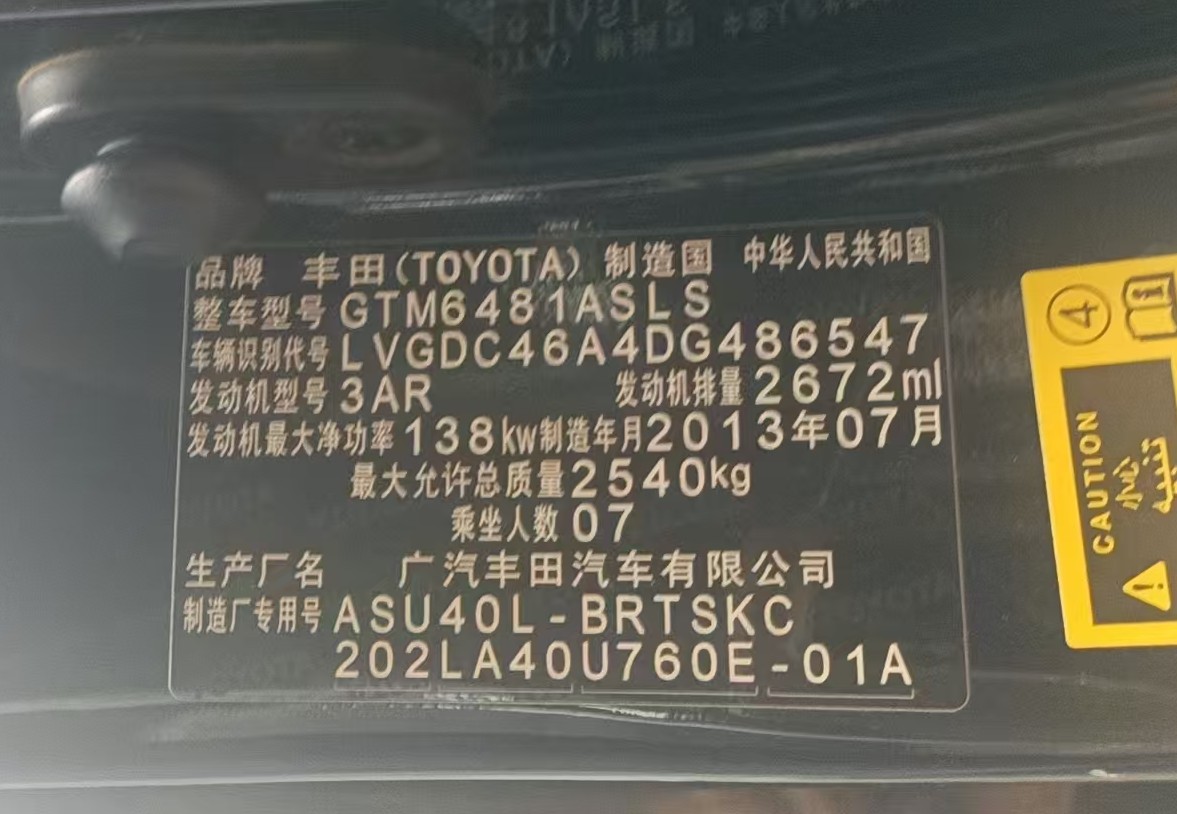 品牌 丰田(TOYOTA) 制造国 中华人民共和国
整车型号 GTM6481ASLS
车辆识别代号 LVGDC46A4DG486547
发动机型号 3AR 发动机排量 2672ml
发动机最大净功率 138kw 制造年月 2013年07月
最大允许总质量 2540kg
乘坐人数 07
生产厂名 广汽丰田汽车有限公司
制造厂专用号 ASU40L-BRTSKC
202LA40U760E-01A
4
CAUTION
小心
تنبيه